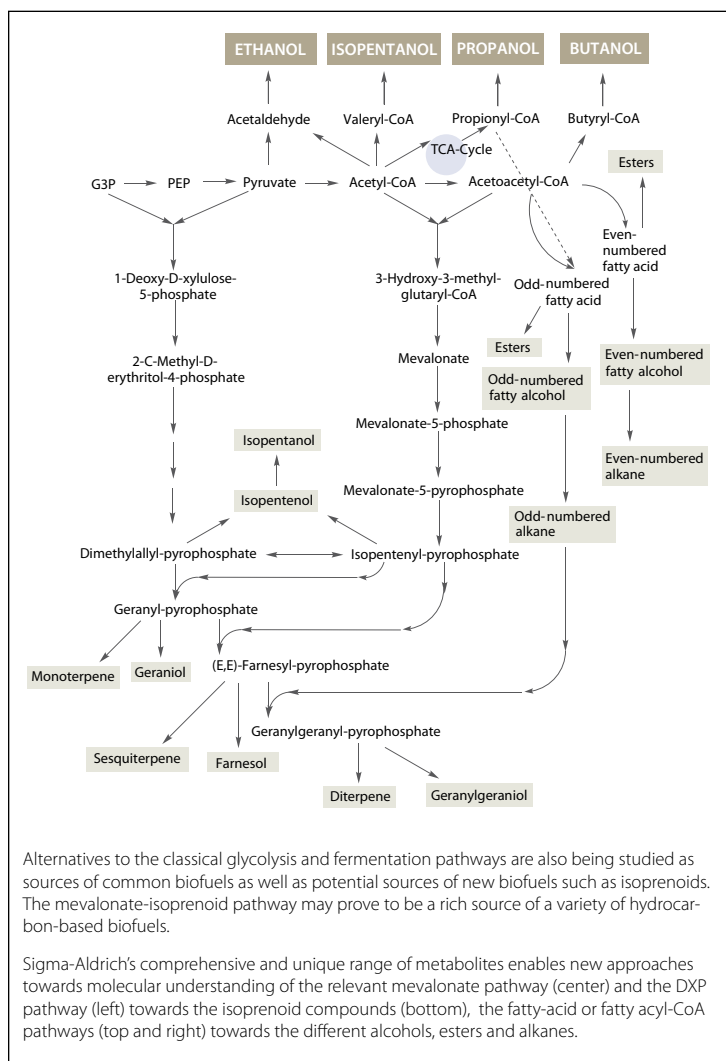 ETHANOL ISOPENTANOL PROPANOL BUTANOL
Acetaldehyde Valeryl-CoA Propionyl-CoA Butyryl-CoA
TCA-Cycle
Esters
G3P PEP Pyruvate Acetyl-CoA Acetoacetyl-CoA
Even-
numbered
fatty acid
1-Deoxy-D-xylulose-
5-phosphate
3-Hydroxy-3-methyl-
glutaryl-CoA
Odd-numbered
fatty acid
2-C-Methyl-D-
erythritol-4-phosphate
Mevalonate
Esters
Even-numbered
fatty alcohol
Odd-numbered
fatty alcohol
Mevalonate-5-phosphate
Isopentanol
Even-numbered
alkane
Isopentenol
Mevalonate-5-pyrophosphate
Odd-numbered
alkane
Dimethylallyl-pyrophosphate Isopentenyl-pyrophosphate
Geranyl-pyrophosphate
Monoterpene Geraniol
(E,E)-Farnesyl-pyrophosphate
Geranylgeranyl-pyrophosphate
Sesquiterpene Farnesol
Diterpene Geranylgeraniol
Alternatives to the classical glycolysis and fermentation pathways are also being studied as
sources of common biofuels as well as potential sources of new biofuels such as isoprenoids.
The mevalonate-isoprenoid pathway may prove to be a rich source of a variety of hydrocar-
bon-based biofuels.
Sigma-Aldrich's comprehensive and unique range of metabolites enables new approaches
towards molecular understanding of the relevant mevalonate pathway (center) and the DXP
pathway (left) towards the isoprenoid compounds (bottom), the fatty-acid or fatty acyl-CoA
pathways (top and right) towards the different alcohols, esters and alkanes.